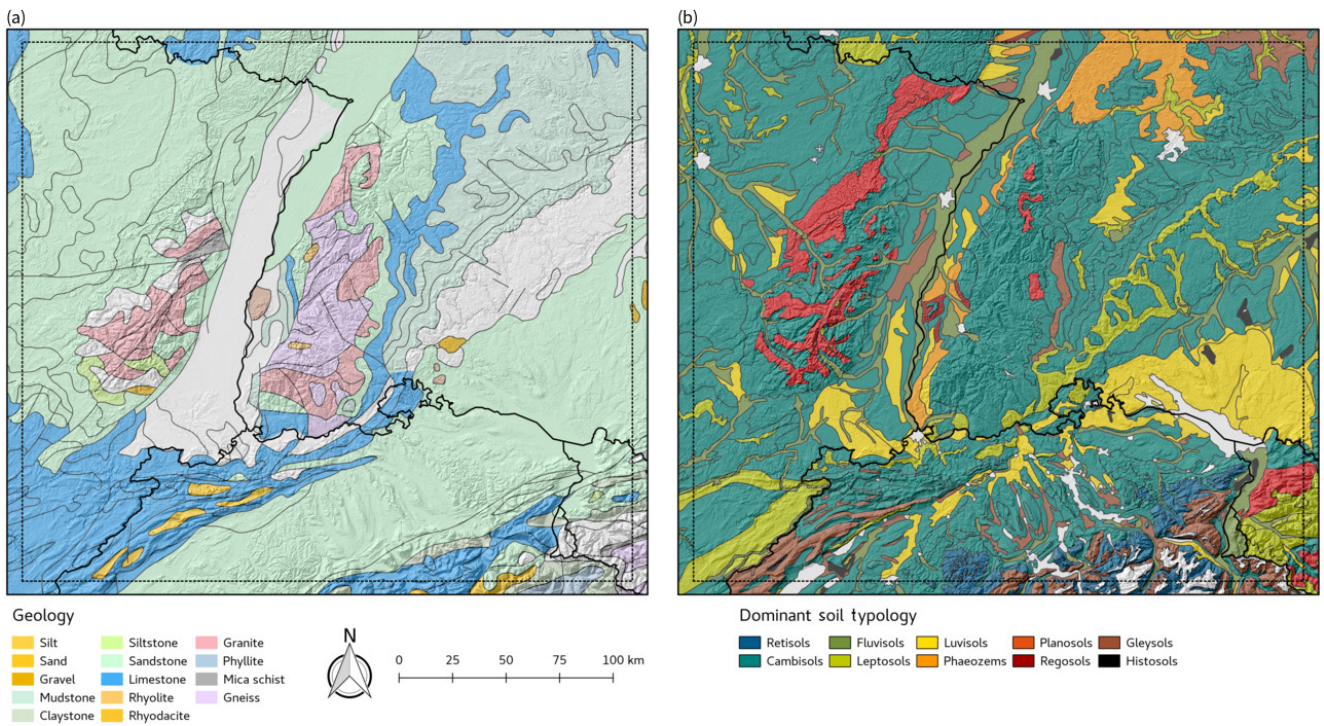 (a)
(b)
Geology
Silt
Sand
Gravel
Mudstone
Claystone
Siltstone
Sandstone
Limestone
Rhyolite
Rhyodacite
Granite
Phyllite
Mica schist
Gneiss
N
0 25 50 75 100 km
Dominant soil typology
Retisols
Cambisols
Fluvisols
Leptosols
Luvisols
Phaeozems
Planosols
Regosols
Gleysols
Histosols